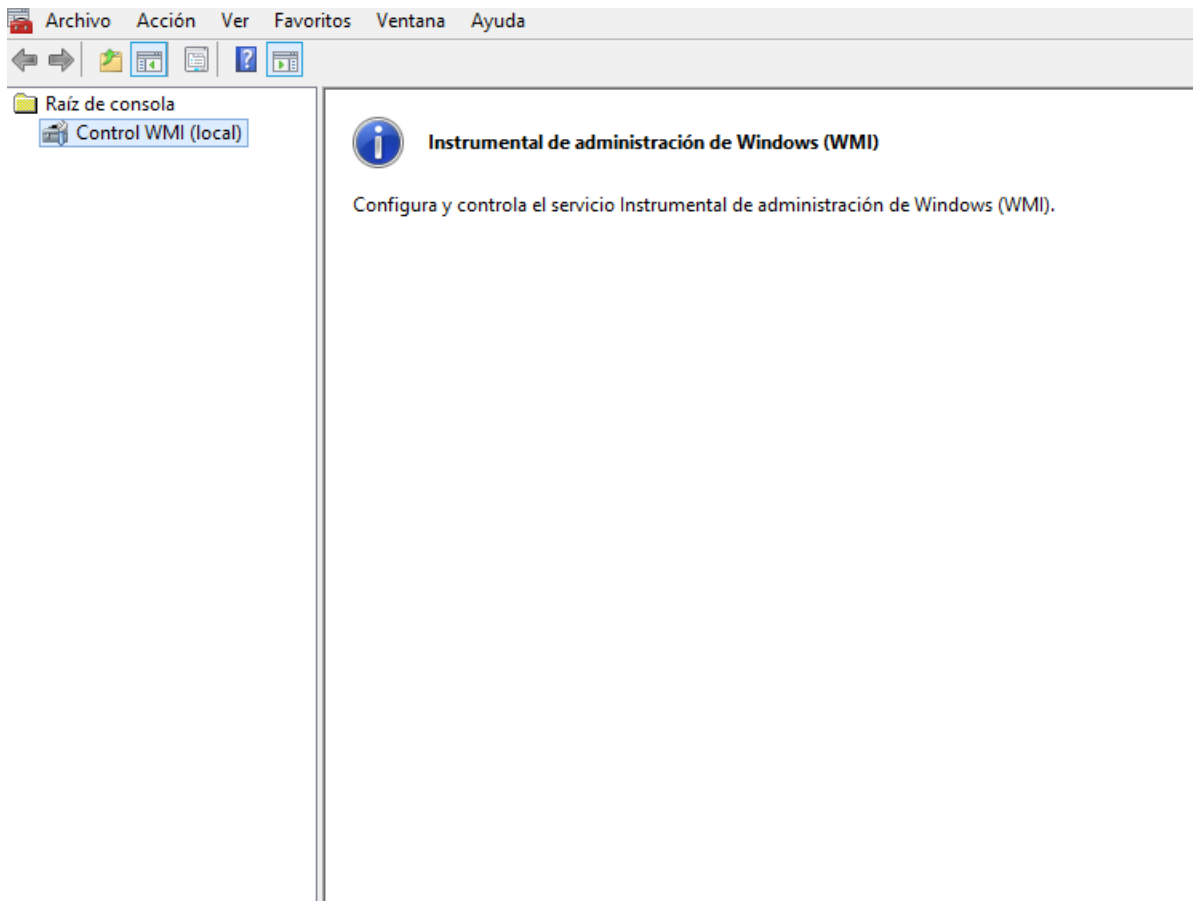 Archivo Acción Ver Favoritos Ventana Ayuda
Raíz de consola
Control WMI (local)
Instrumental de administración de Windows (WMI)
Configura y controla el servicio Instrumental de administración de Windows (WMI).